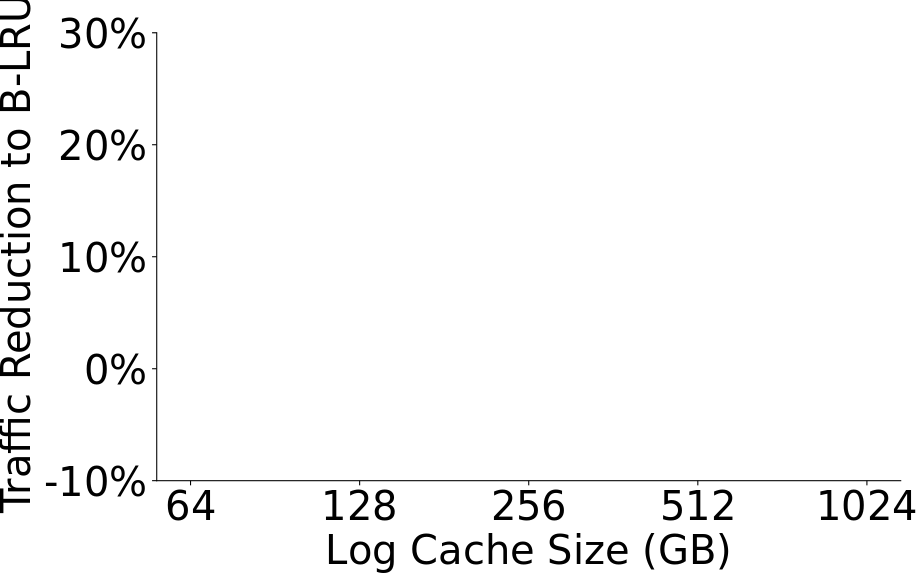 Traffic Reduction to B-LRU
30%
20%
10%
0%
-10%
64 128 256 512 1024
Log Cache Size (GB)